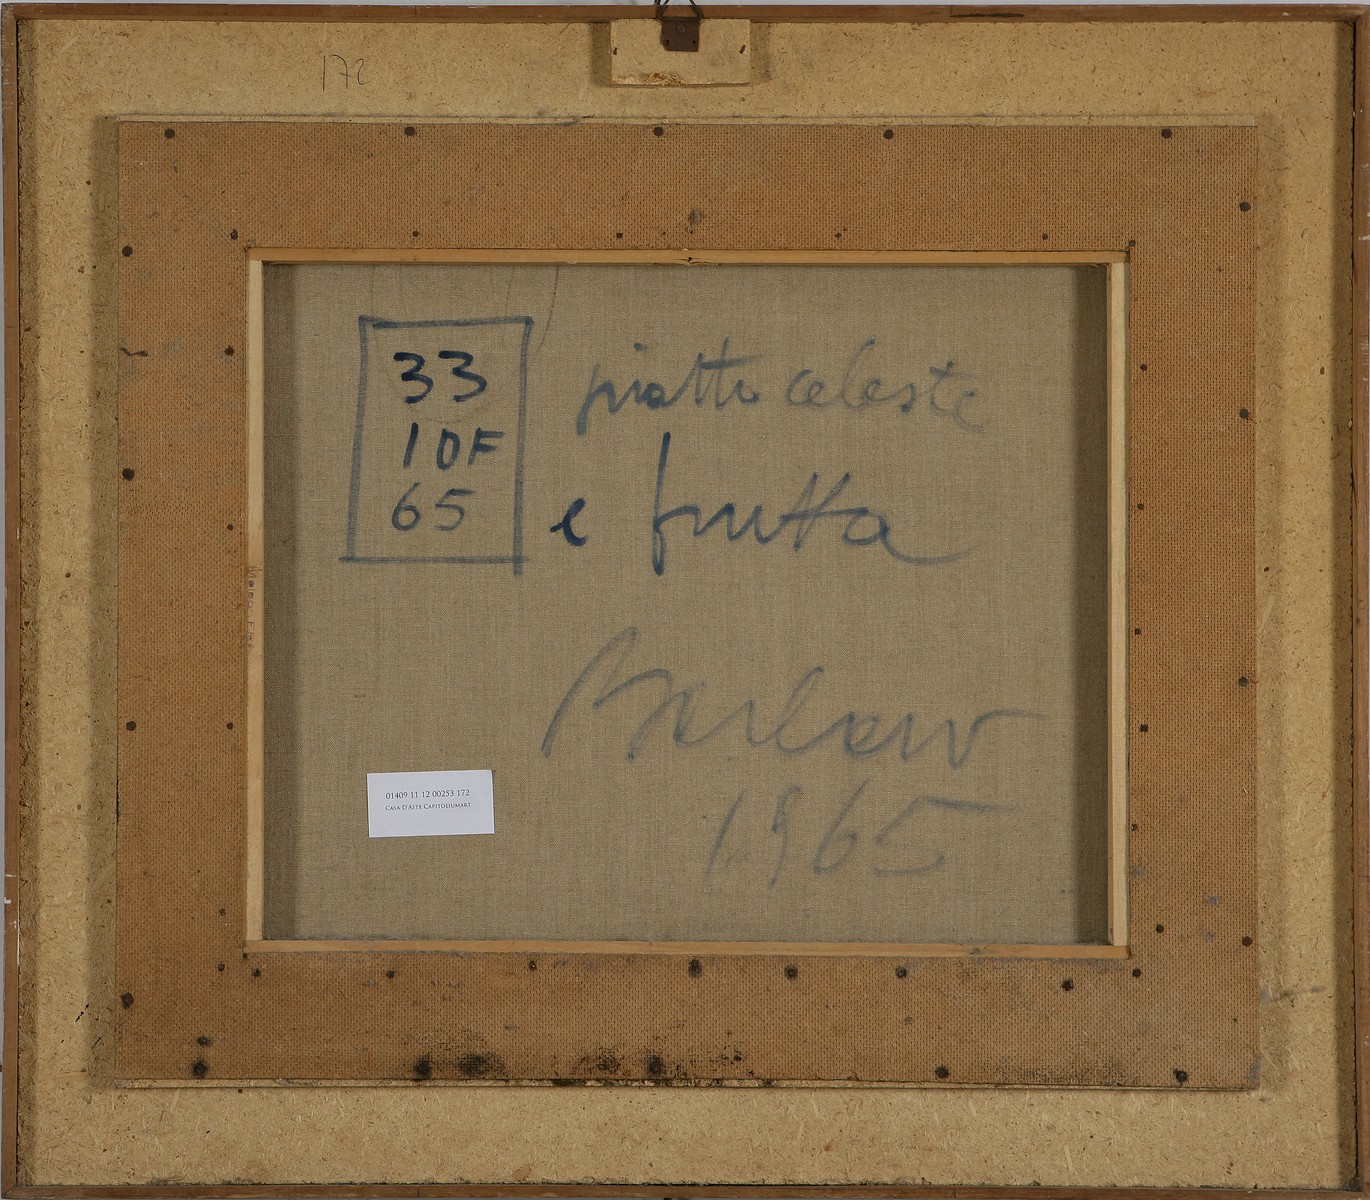 172
33
10F
65
piatto celeste
e frutta
1965
01409 11 12 00253 172
CASA D'ASTE CAPITOLIUMART